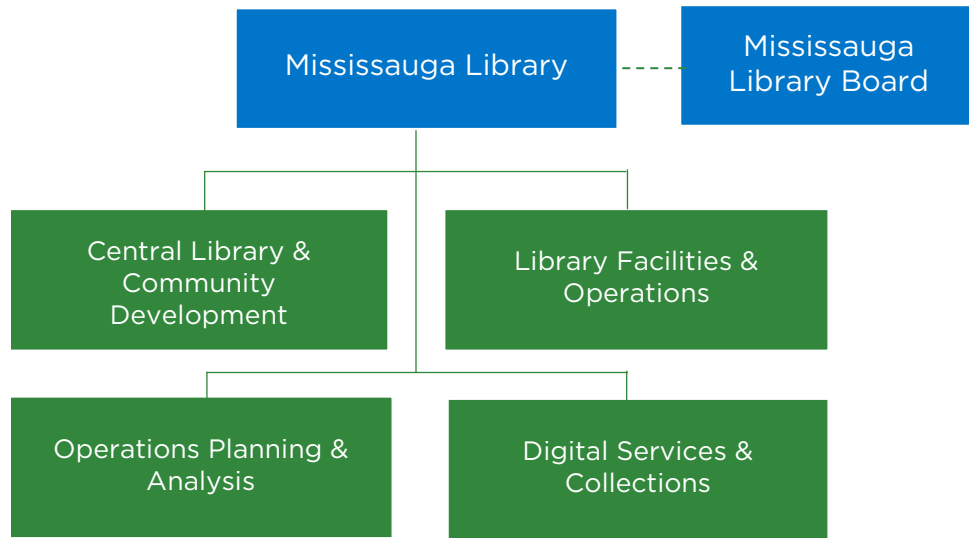 Mississauga Library
Mississauga
Library Board
Central Library &
Community
Development
Library Facilities &
Operations
Operations Planning &
Analysis
Digital Services &
Collections